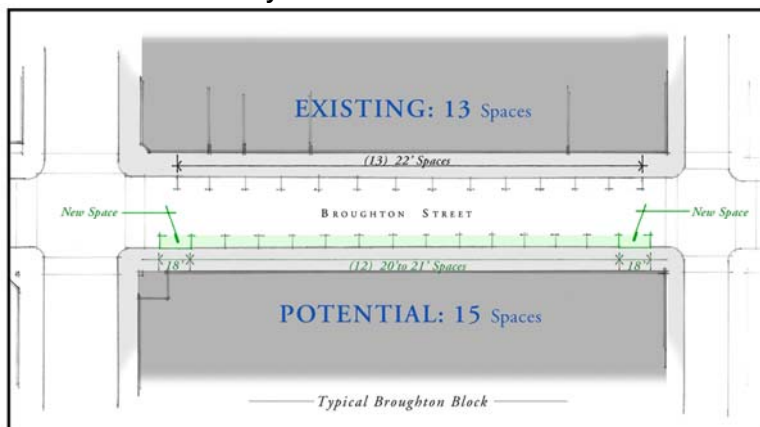 EXISTING: 13 Spaces
(13) 22' Spaces
New Space
BROUGHTON STREET
New Space
18'
(12) 20'to 21' Spaces
18'
POTENTIAL: 15 Spaces
Typical Broughton Block